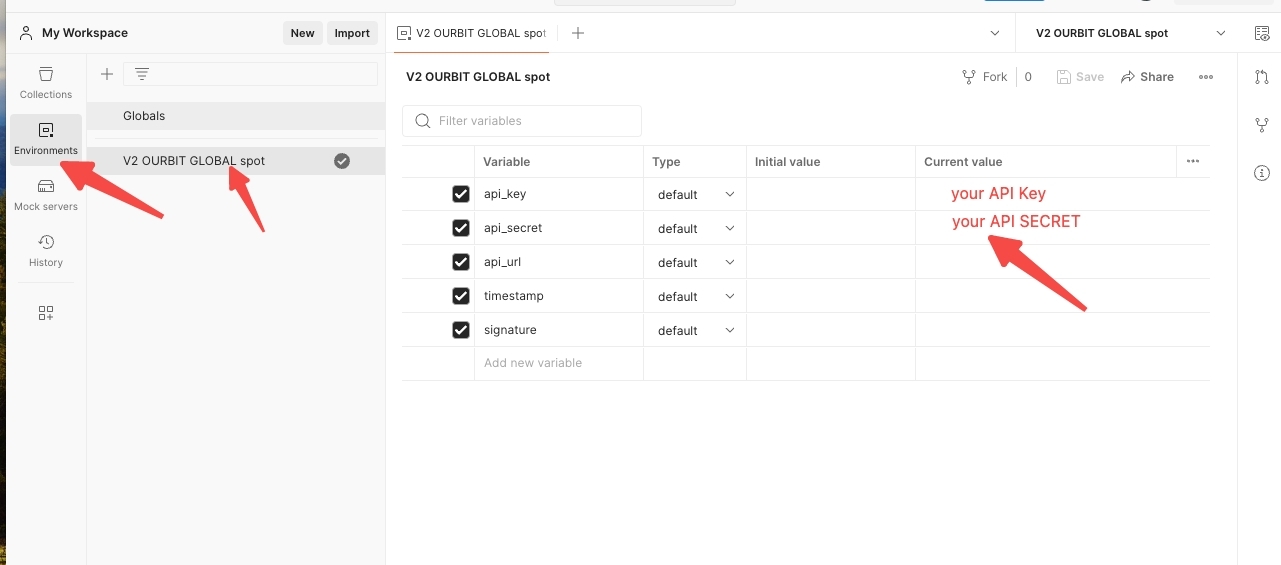 My Workspace
New
Import
V2 OURBIT GLOBAL spot
V2 OURBIT GLOBAL spot
Collections
Environments
Mock servers
History
Globals
V2 OURBIT GLOBAL spot
V2 OURBIT GLOBAL spot
Fork
0
Save
Share
Filter variables
Variable Type Initial value Current value
api_key default your API Key
api_secret default your API SECRET
api_url default
timestamp default
signature default
Add new variable